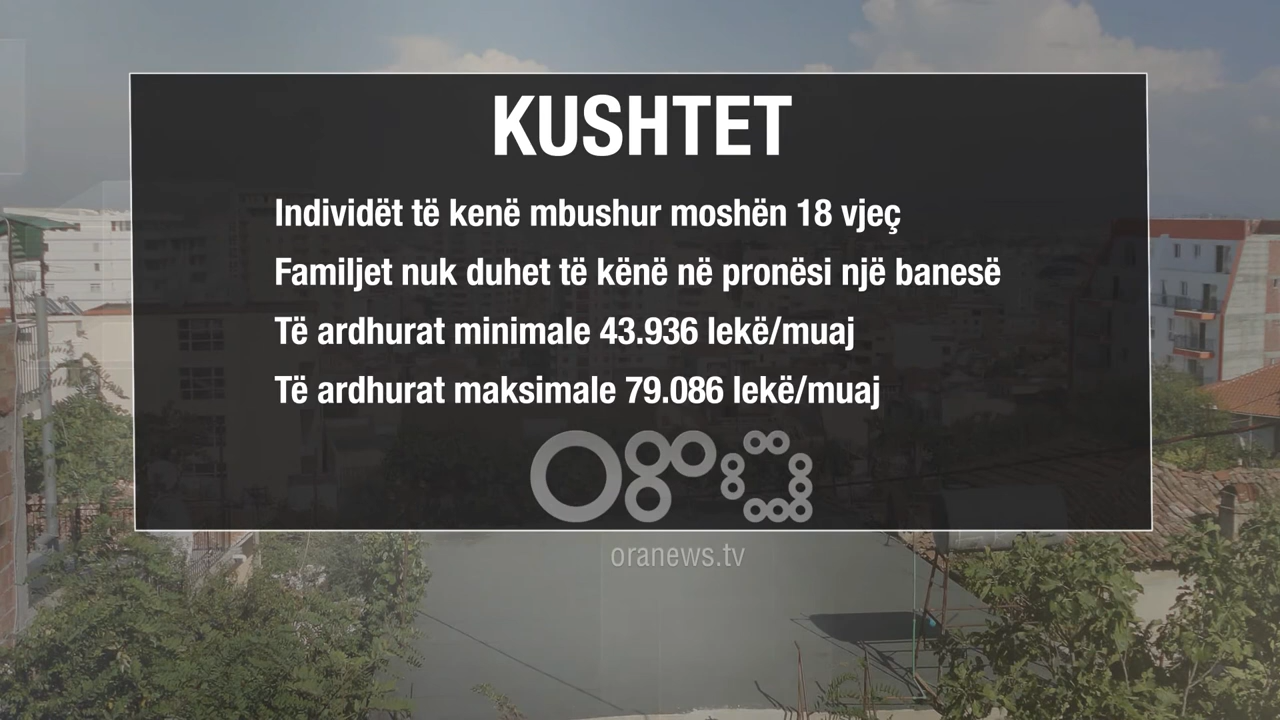 KUSHTET
Individët të kenë mbushur moshën 18 vjeç
Familjet nuk duhet të kënë në pronësi një banesë
Të ardhurat minimale 43.936 lekë/muaj
Të ardhurat maksimale 79.086 lekë/muaj
ora
oranews.tv